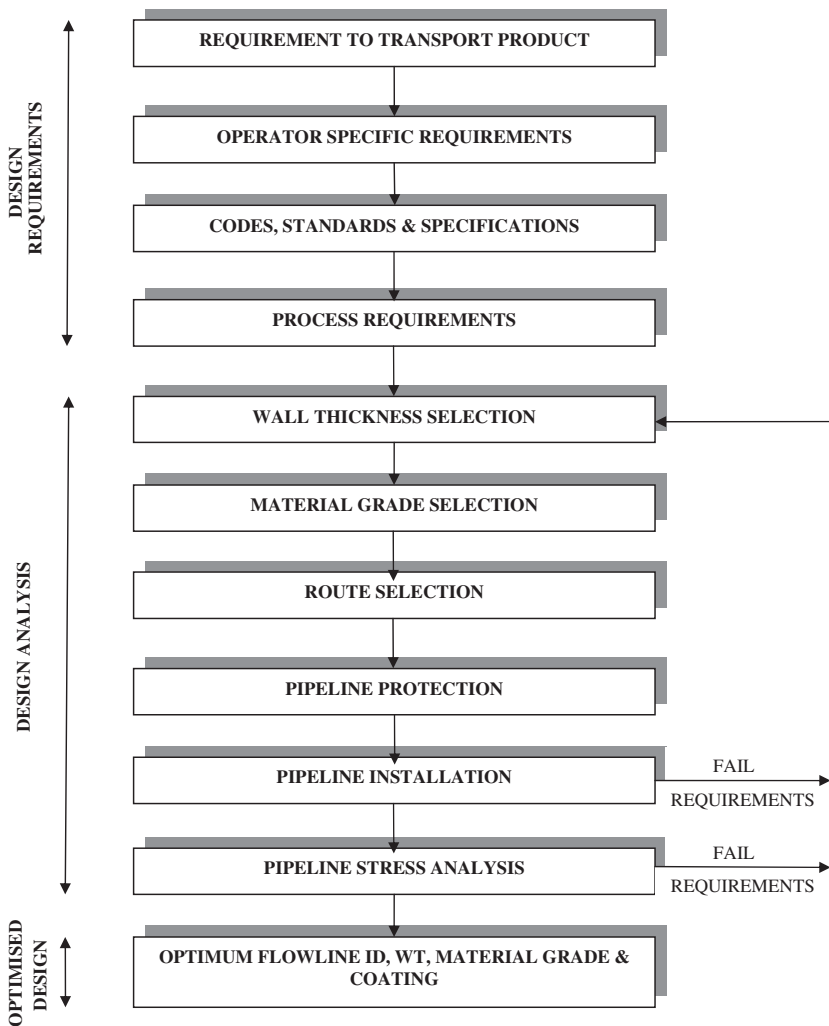 REQUIREMENT TO TRANSPORT PRODUCT
OPERATOR SPECIFIC REQUIREMENTS
CODES, STANDARDS & SPECIFICATIONS
PROCESS REQUIREMENTS
DESIGN
REQUIREMENTS
WALL THICKNESS SELECTION
MATERIAL GRADE SELECTION
ROUTE SELECTION
PIPELINE PROTECTION
PIPELINE INSTALLATION
FAIL
REQUIREMENTS
PIPELINE STRESS ANALYSIS
FAIL
REQUIREMENTS
DESIGN ANALYSIS
OPTIMUM FLOWLINE ID, WT, MATERIAL GRADE &
COATING
OPTIMISED
DESIGN